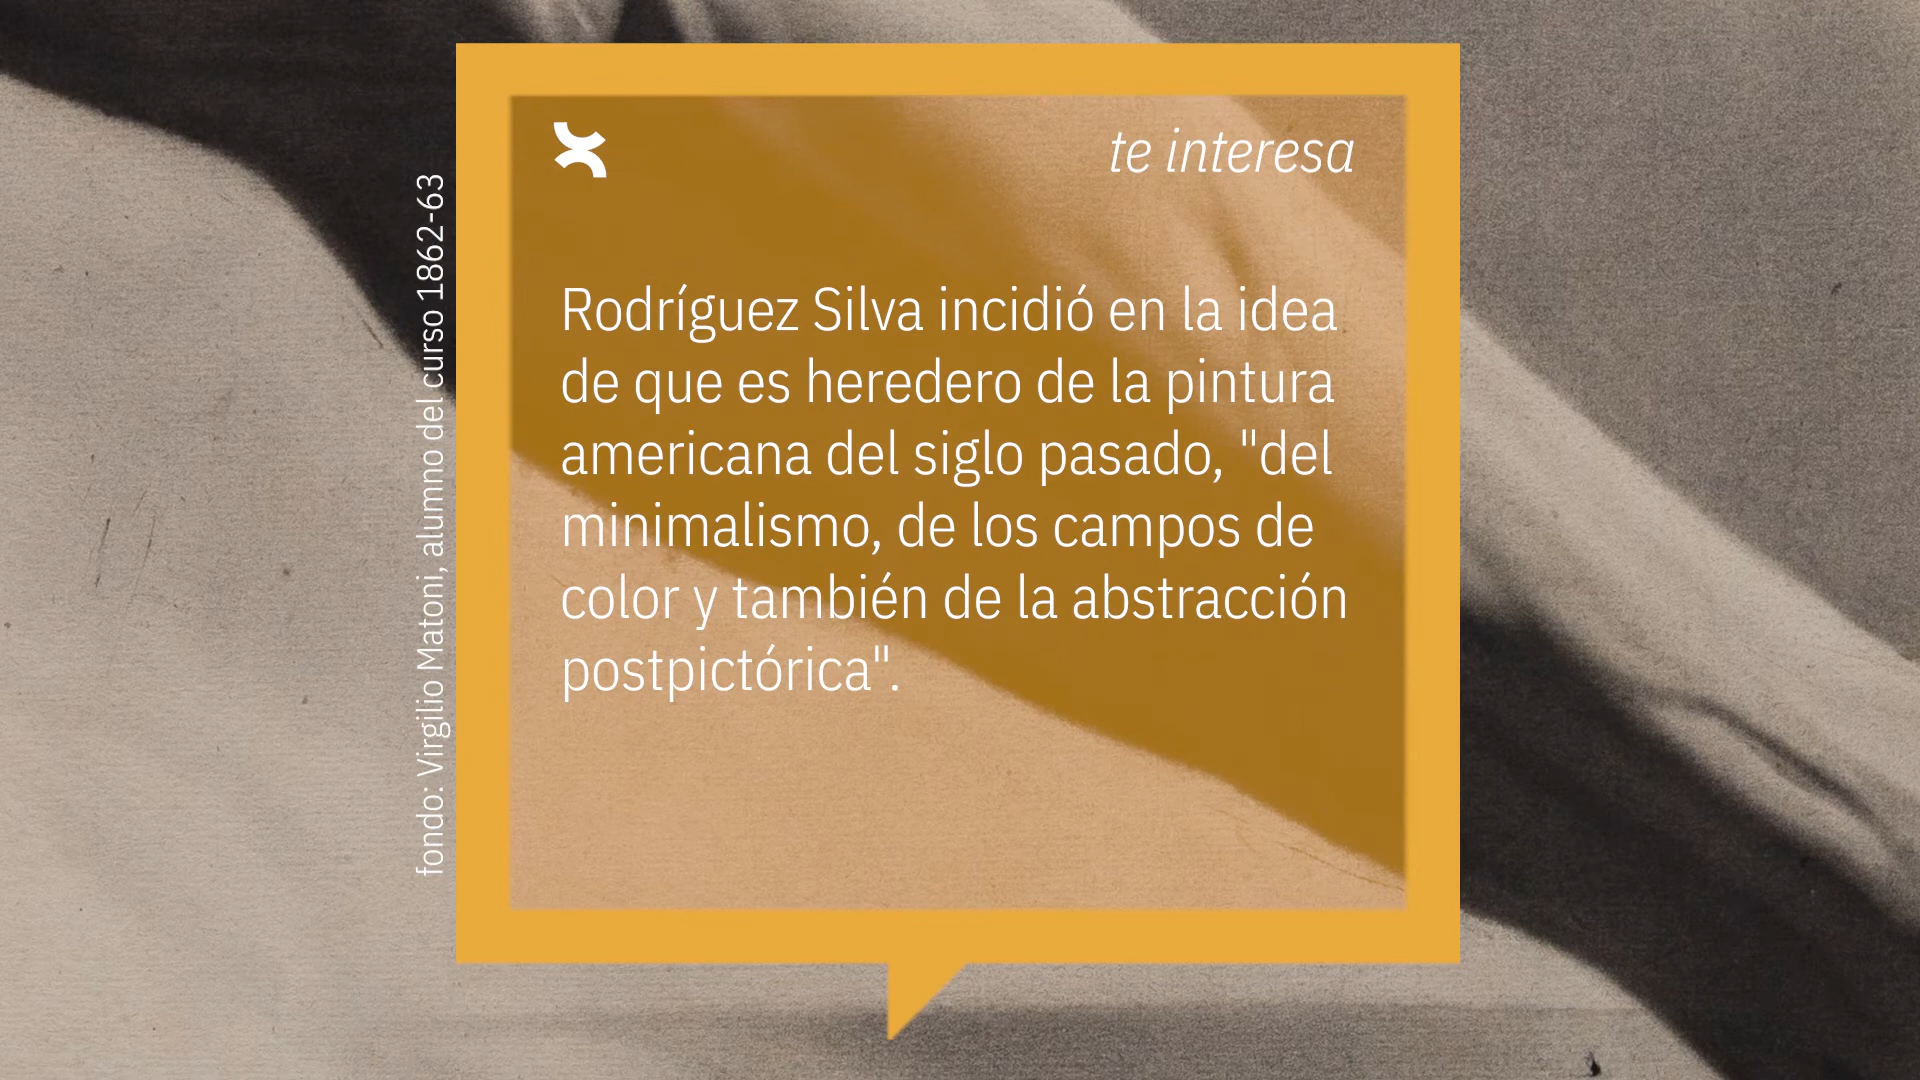 te interesa
Rodríguez Silva incidió en la idea
de que es heredero de la pintura
americana del siglo pasado, "del
minimalismo, de los campos de
color y también de la abstracción
postpictórica".
fondo: Virgilio Matoni, alumno del curso 1862-63